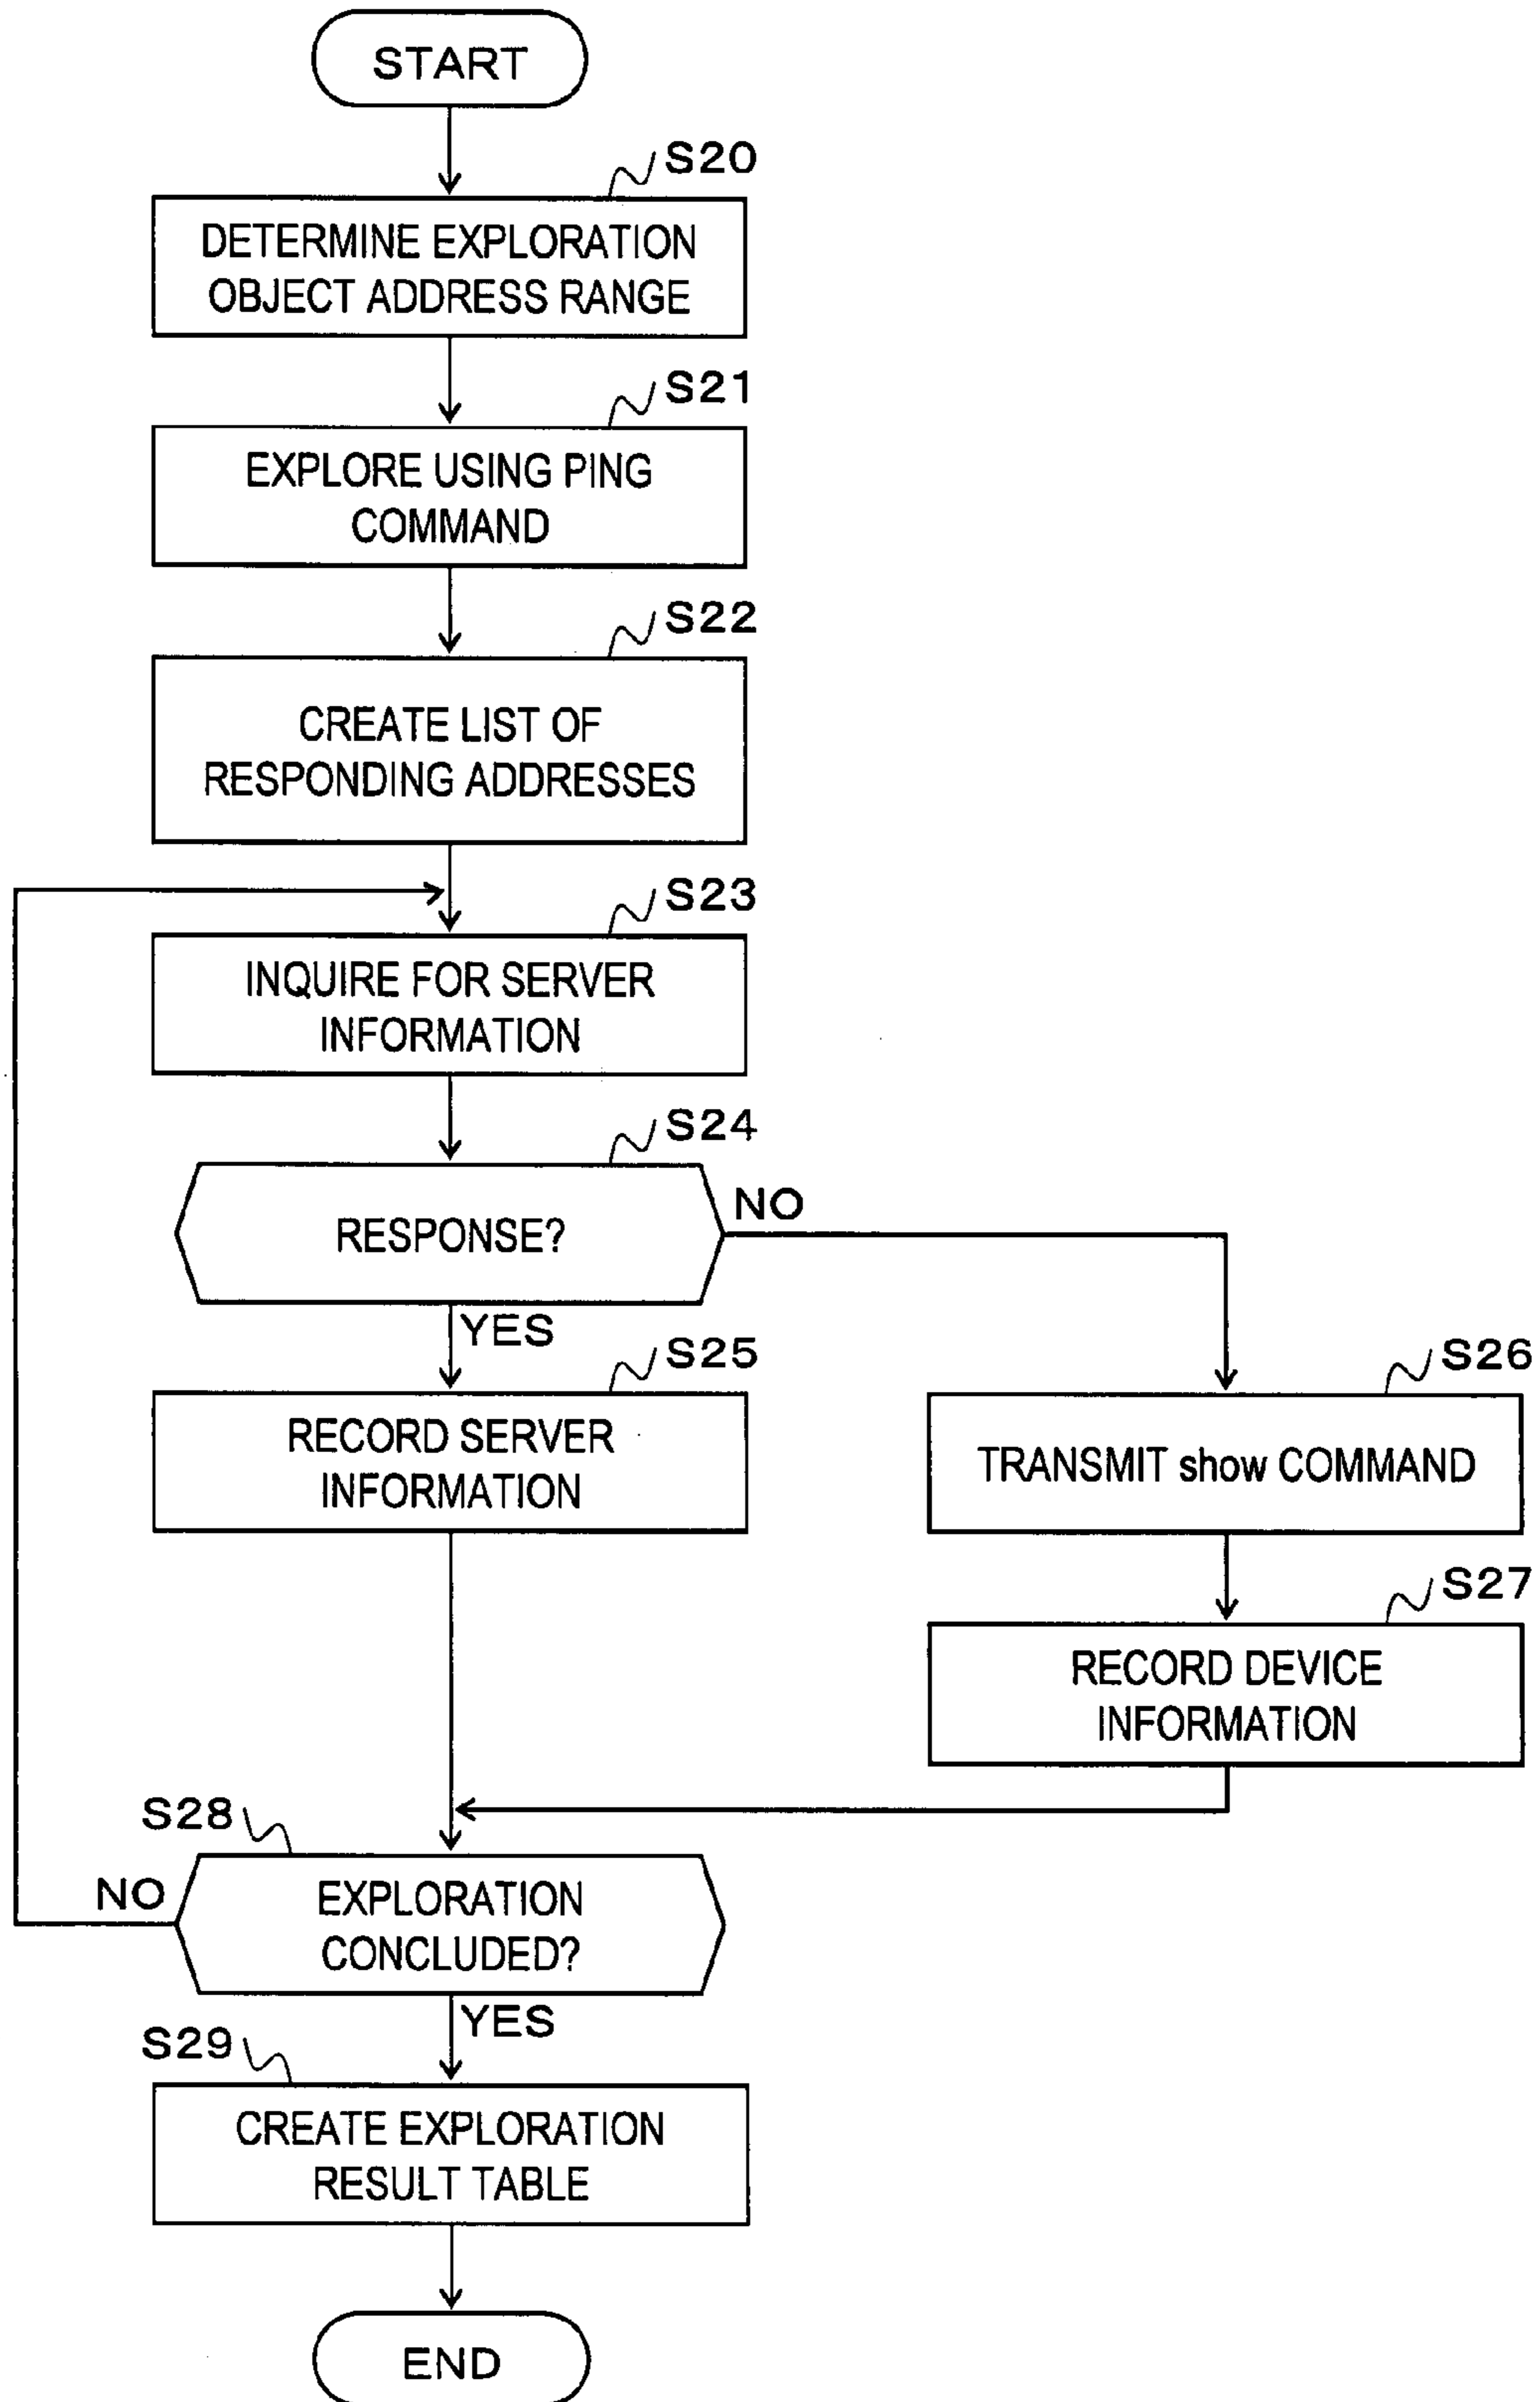 START
S20
DETERMINE EXPLORATION
OBJECT ADDRESS RANGE
S21
EXPLORE USING PING
COMMAND
S22
CREATE LIST OF
RESPONDING ADDRESSES
S23
INQUIRE FOR SERVER
INFORMATION
S24
RESPONSE?
NO
YES
S25
RECORD SERVER
INFORMATION
S26
TRANSMIT show COMMAND
S27
RECORD DEVICE
INFORMATION
S28
EXPLORATION
CONCLUDED?
NO
YES
S29
CREATE EXPLORATION
RESULT TABLE
END